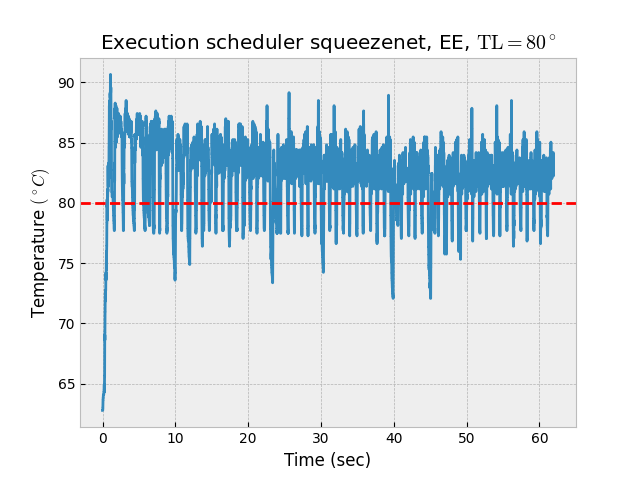 Execution scheduler squeezenet, EE, TL = 80°
Temperature (°C)
90
85
80
75
70
65
0 10 20 30 40 50 60
Time (sec)